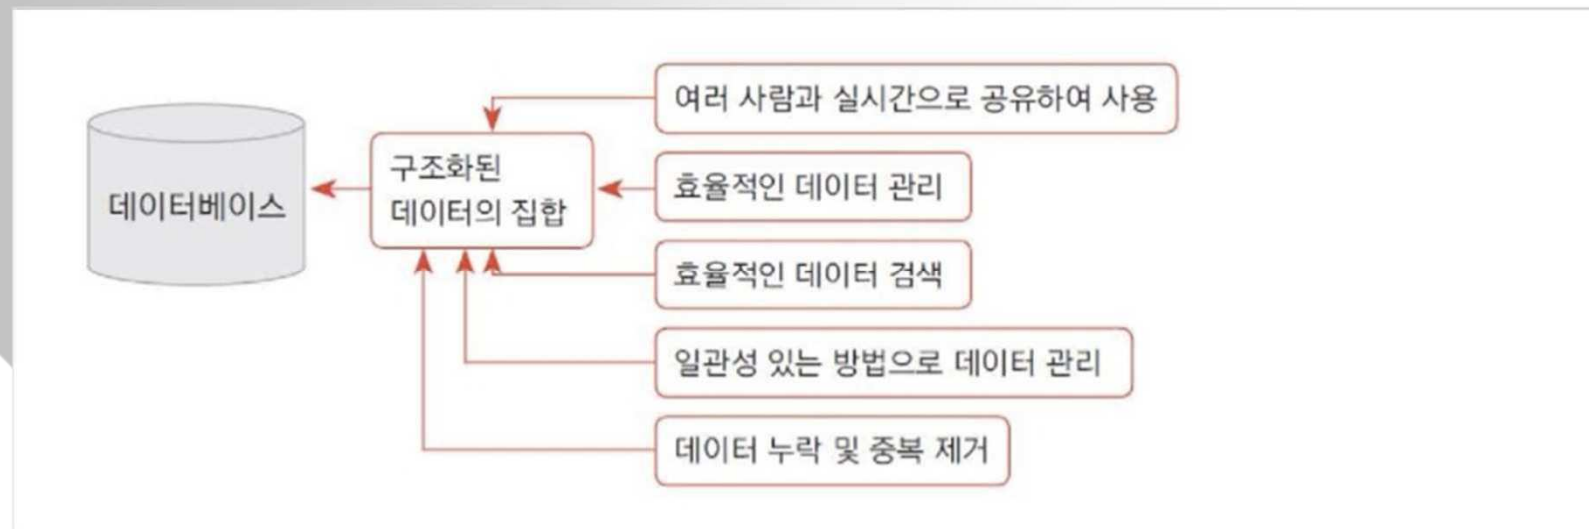 데이터베이스
구조화된
데이터의 집합
여러 사람과 실시간으로 공유하여 사용
효율적인 데이터 관리
효율적인 데이터 검색
일관성 있는 방법으로 데이터 관리
데이터 누락 및 중복 제거